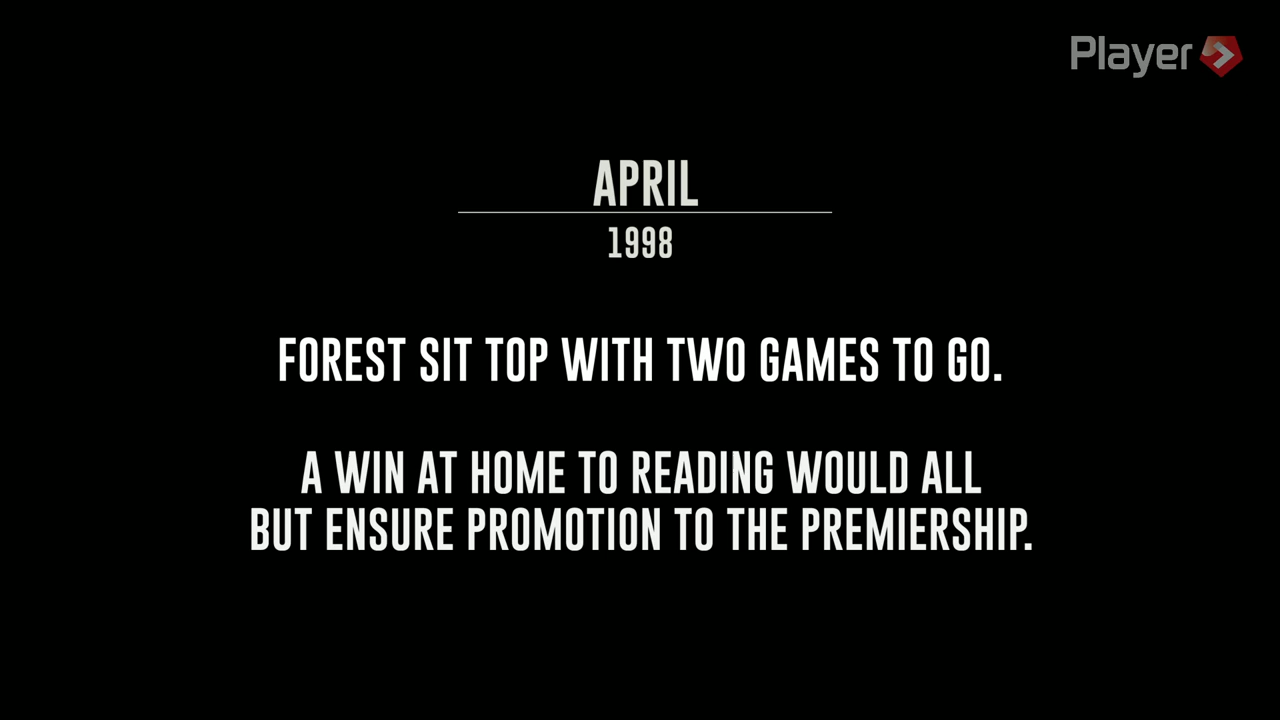 Player
APRIL
1998
FOREST SIT TOP WITH TWO GAMES TO GO.
A WIN AT HOME TO READING WOULD ALL
BUT ENSURE PROMOTION TO THE PREMIERSHIP.